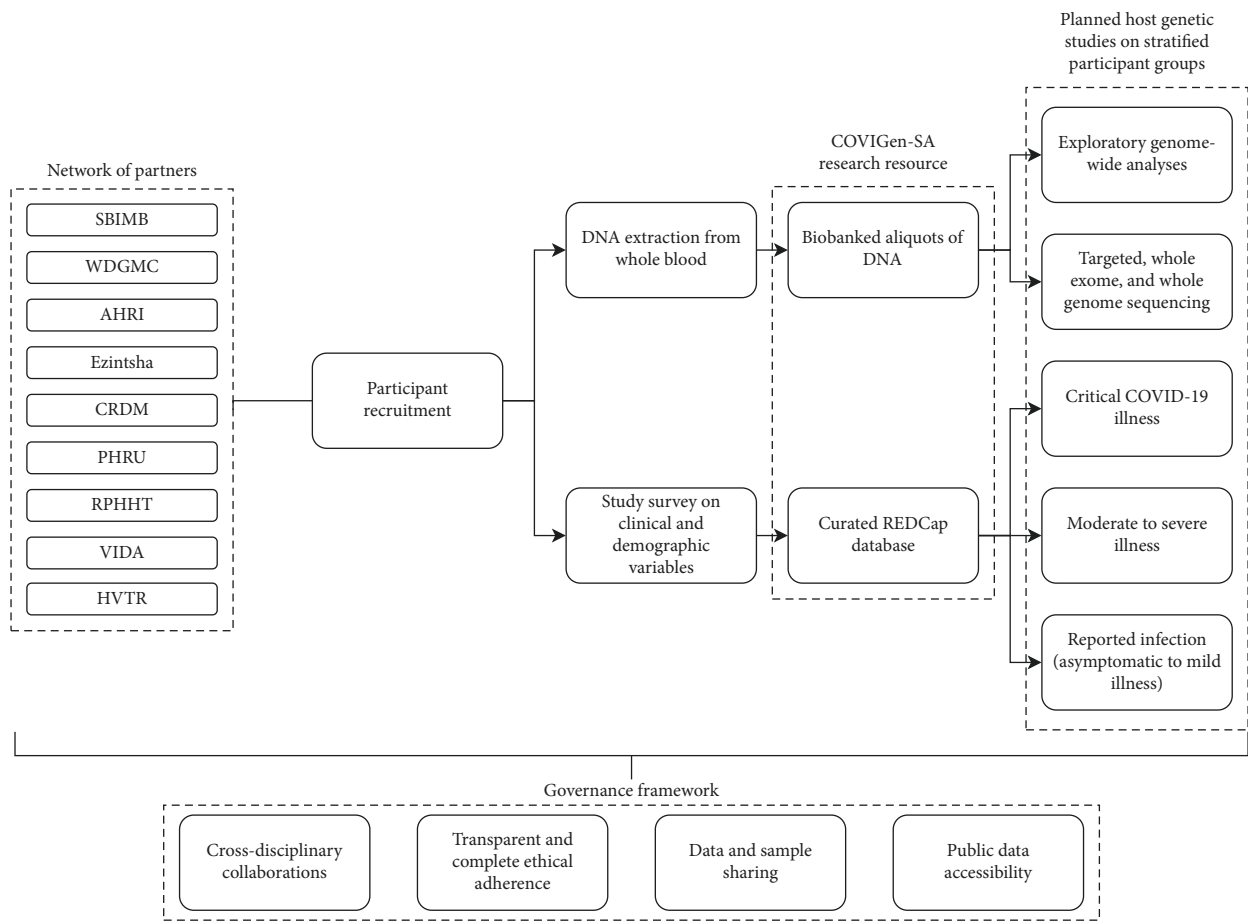 Network of partners
SBIMB
WDGMC
AHRI
Ezintsha
CRDM
PHRU
RPHHT
VIDA
HVTR
Participant
recruitment
DNA extraction from
whole blood
Study survey on
clinical and
demographic
variables
COVIGen-SA
research resource
Biobanked aliquots of
DNA
Curated REDCap
database
Planned host genetic
studies on stratified
participant groups
Exploratory genome-
wide analyses
Targeted, whole
exome, and whole
genome sequencing
Critical COVID-19
illness
Moderate to severe
illness
Reported infection
(asymptomatic to mild
illness)
Governance framework
Cross-disciplinary
collaborations
Transparent and
complete ethical
adherence
Data and sample
sharing
Public data
accessibility